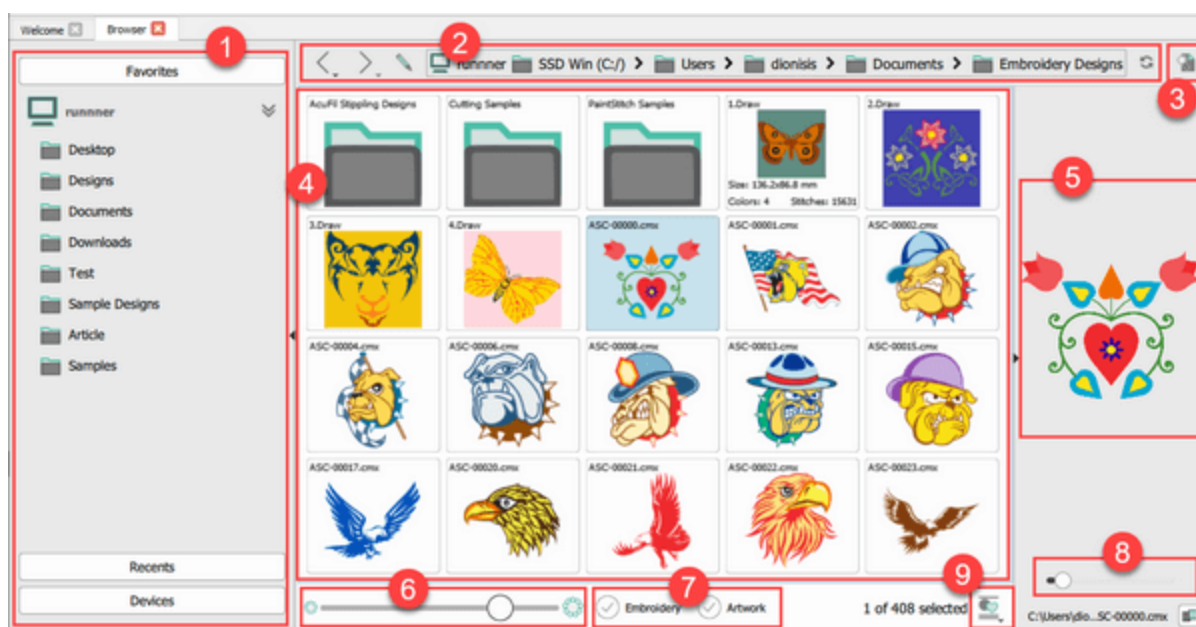 Welcome
Browser
1
2
3
Favorites
runnner
SSD Win (C:/)
Users
dionisis
Documents
Embroidery Designs
runnner
Desktop
Designs
Documents
Downloads
Test
Sample Designs
Article
Samples
Recents
Devices
4
AcuFil Stippling Designs
Cutting Samples
PaintStitch Samples
1.Draw
Size: 136.2x86.8 mm
Colors: 4 Stitches: 15631
2.Draw
3.Draw
4.Draw
ASC-00000.cmx
ASC-00001.cmx
ASC-00002.cmx
ASC-00004.cmx
ASC-00006.cmx
ASC-00008.cmx
ASC-00013.cmx
ASC-00015.cmx
ASC-00017.cmx
ASC-00020.cmx
ASC-00021.cmx
ASC-00022.cmx
ASC-00023.cmx
5
6
7
Embroidery
Artwork
1 of 408 selected
9
8
C:\Users\dio...SC-00000.cmx